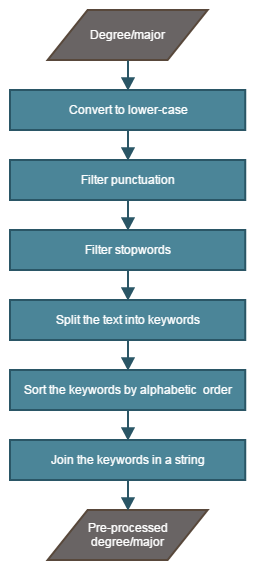 Degree/major
Convert to lower-case
Filter punctuation
Filter stopwords
Split the text into keywords
Sort the keywords by alphabetic order
Join the keywords in a string
Pre-processed
degree/major